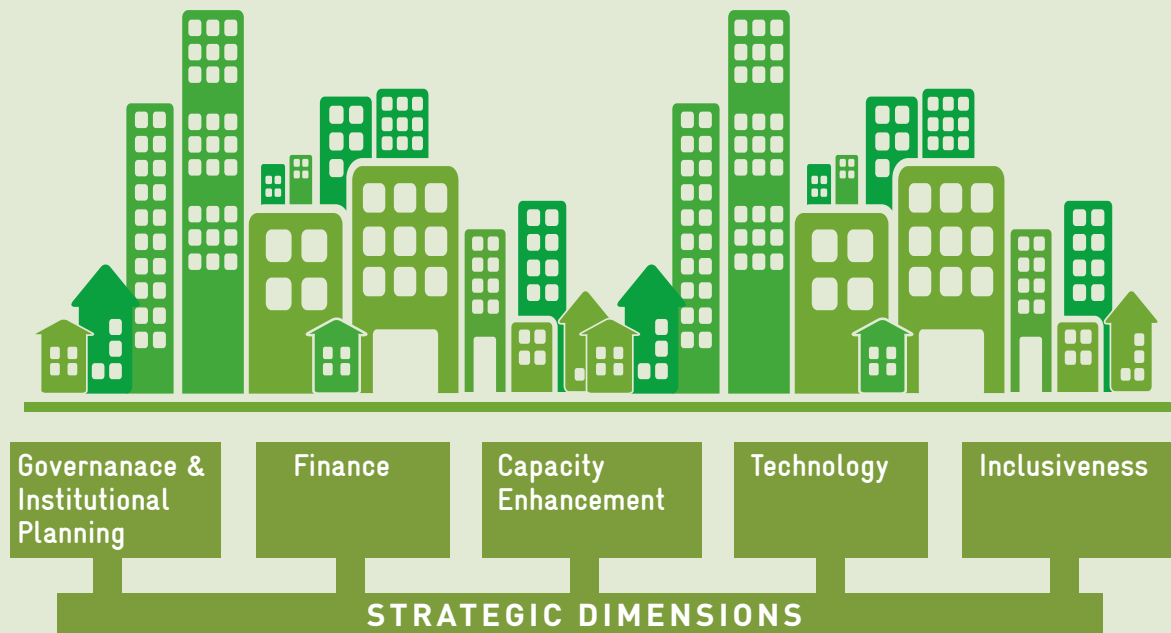 Governanace &
Institutional
Planning
Finance
Capacity
Enhancement
Technology
Inclusiveness
STRATEGIC DIMENSIONS